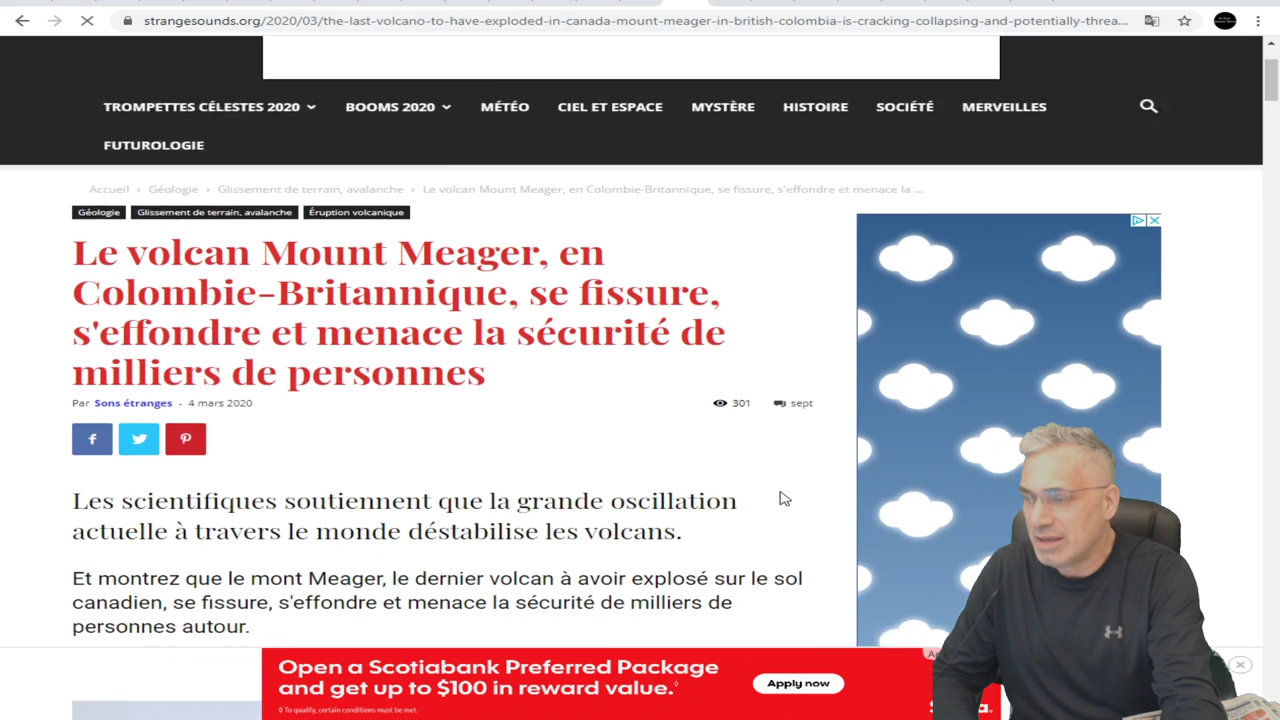 strangesounds.org/2020/03/the-last-volcano-to-have-exploded-in-canada-mount-meager-in-british-colombia-is-cracking-collapsing-and-potentially-threa...
TROMPETTES CÉLESTES 2020
BOOMS 2020
MÉTÉO
CIEL ET ESPACE
MYSTÈRE
HISTOIRE
SOCIÉTÉ
MERVEILLES
FUTUROLOGIE
Accueil › Géologie › Glissement de terrain, avalanche › Le volcan Mount Meager, en Colombie-Britannique, se fissure, s'effondre et menace la ...
Géologie
Glissement de terrain, avalanche
Éruption volcanique
Le volcan Mount Meager, en
Colombie-Britannique, se fissure,
s'effondre et menace la sécurité de
milliers de personnes
Par Sons étranges - 4 mars 2020
301
sept
Les scientifiques soutiennent que la grande oscillation
actuelle à travers le monde déstabilise les volcans.
Et montrez que le mont Meager, le dernier volcan à avoir explosé sur le sol
canadien, se fissure, s'effondre et menace la sécurité de milliers de
personnes autour.
Open a Scotiabank Preferred Package
and get up to $100 in reward value.◊
◊ To qualify, certain conditions must be met.
Apply now